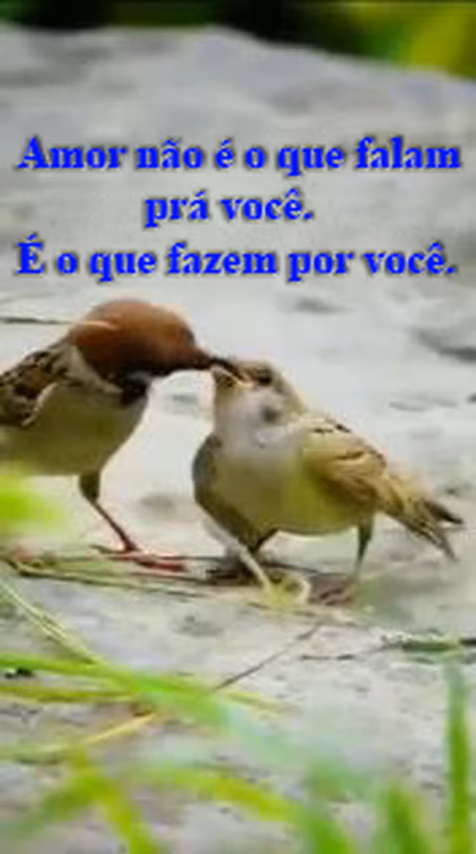 Amor não é o que falam
prá você.
É o que fazem por você.